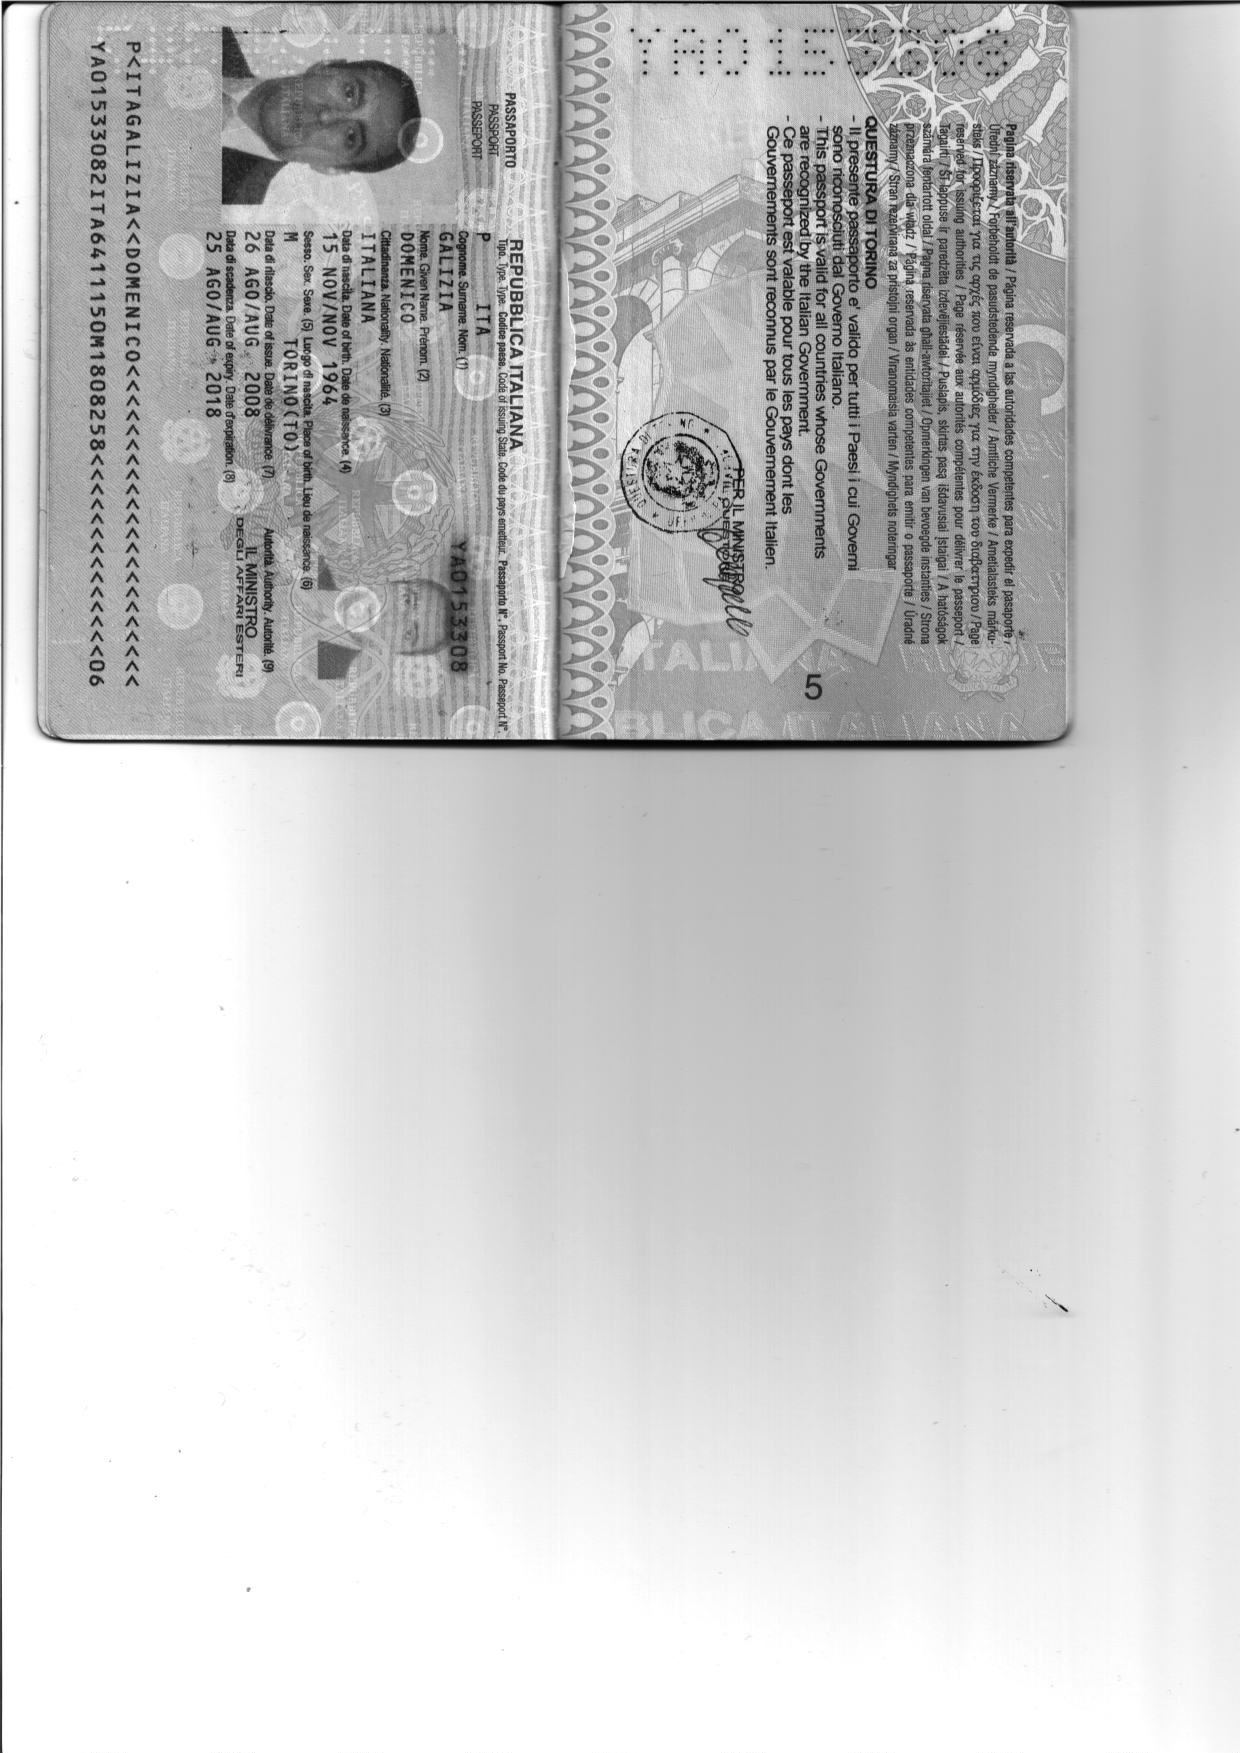 Pagina riservata all'autorità / Página reservada a las autoridades competentes para expedir el pasaporte /
Úřední záznamy / Forbeholdt de pasudstedende myndigheder / Amtliche Vermerke / Ametialasteks märku-
steks / Προορίζεται για τις αρχές που είναι αρμόδιες για την έκδοση του διαβατηρίου / Page
reserved for issuing authorities / Page réservée aux autorités compétentes pour délivrer le passeport /
Puslapis, skirtas pasą išdavusiai įstaigai / A hatóságok
számára fenntartott oldal / Paġna riservata għall-awtoritajiet / Opmerkingen van bevoegde instanties / Strona
przeznaczona dla władz / Página reservada às entidades competentes para emitir o passaporte / Úradné
záznamy / Stran rezervirana za pristojni organ / Viranomaisia varten / Myndighets noteringar
QUESTURA DI TORINO
- Il presente passaporto e' valido per tutti i Paesi i cui Governi
sono riconosciuti dal Governo Italiano.
- This passport is valid for all countries whose Governments
are recognized by the Italian Government.
- Ce passeport est valable pour tous les pays dont les
Gouvernements sont reconnus par le Gouvernement Italien.
PER IL MINISTRO
5
PASSAPORTO
PASSPORT
PASSEPORT
REPUBBLICA ITALIANA
Tipo. Type. Type. Codice paese. Code of issuing State. Code du pays emetteur. Passaporto N°. Passport No. Passeport N°.
P ITA YA0153308
Cognome. Surname. Nom. (1)
GALIZIA
Nome. Given Name. Prénom. (2)
DOMENICO
Cittadinanza. Nationality. Nationalité. (3)
ITALIANA
Data di nascita. Date of birth. Date de naissance. (4)
15 NOV/NOV 1964
Sesso. Sex. Sexe. (5) Luogo di nascita. Place of birth. Lieu de naissance. (6)
M TORINO(TO)
Data di rilascio. Date of issue. Date de délivrance. (7) Autorità. Authority. Autorité. (9)
26 AGO/AUG 2008 IL MINISTRO
DEGLI AFFARI ESTERI
Data di scadenza. Date of expiry. Date d'expiration. (8)
25 AGO/AUG 2018
P<ITAGALIZIA<<DOMENICO<<<<<<<<<<<<<<<<<<<<<<
YA01533082ITA6411150M1808258<<<<<<<<<<<<<<06